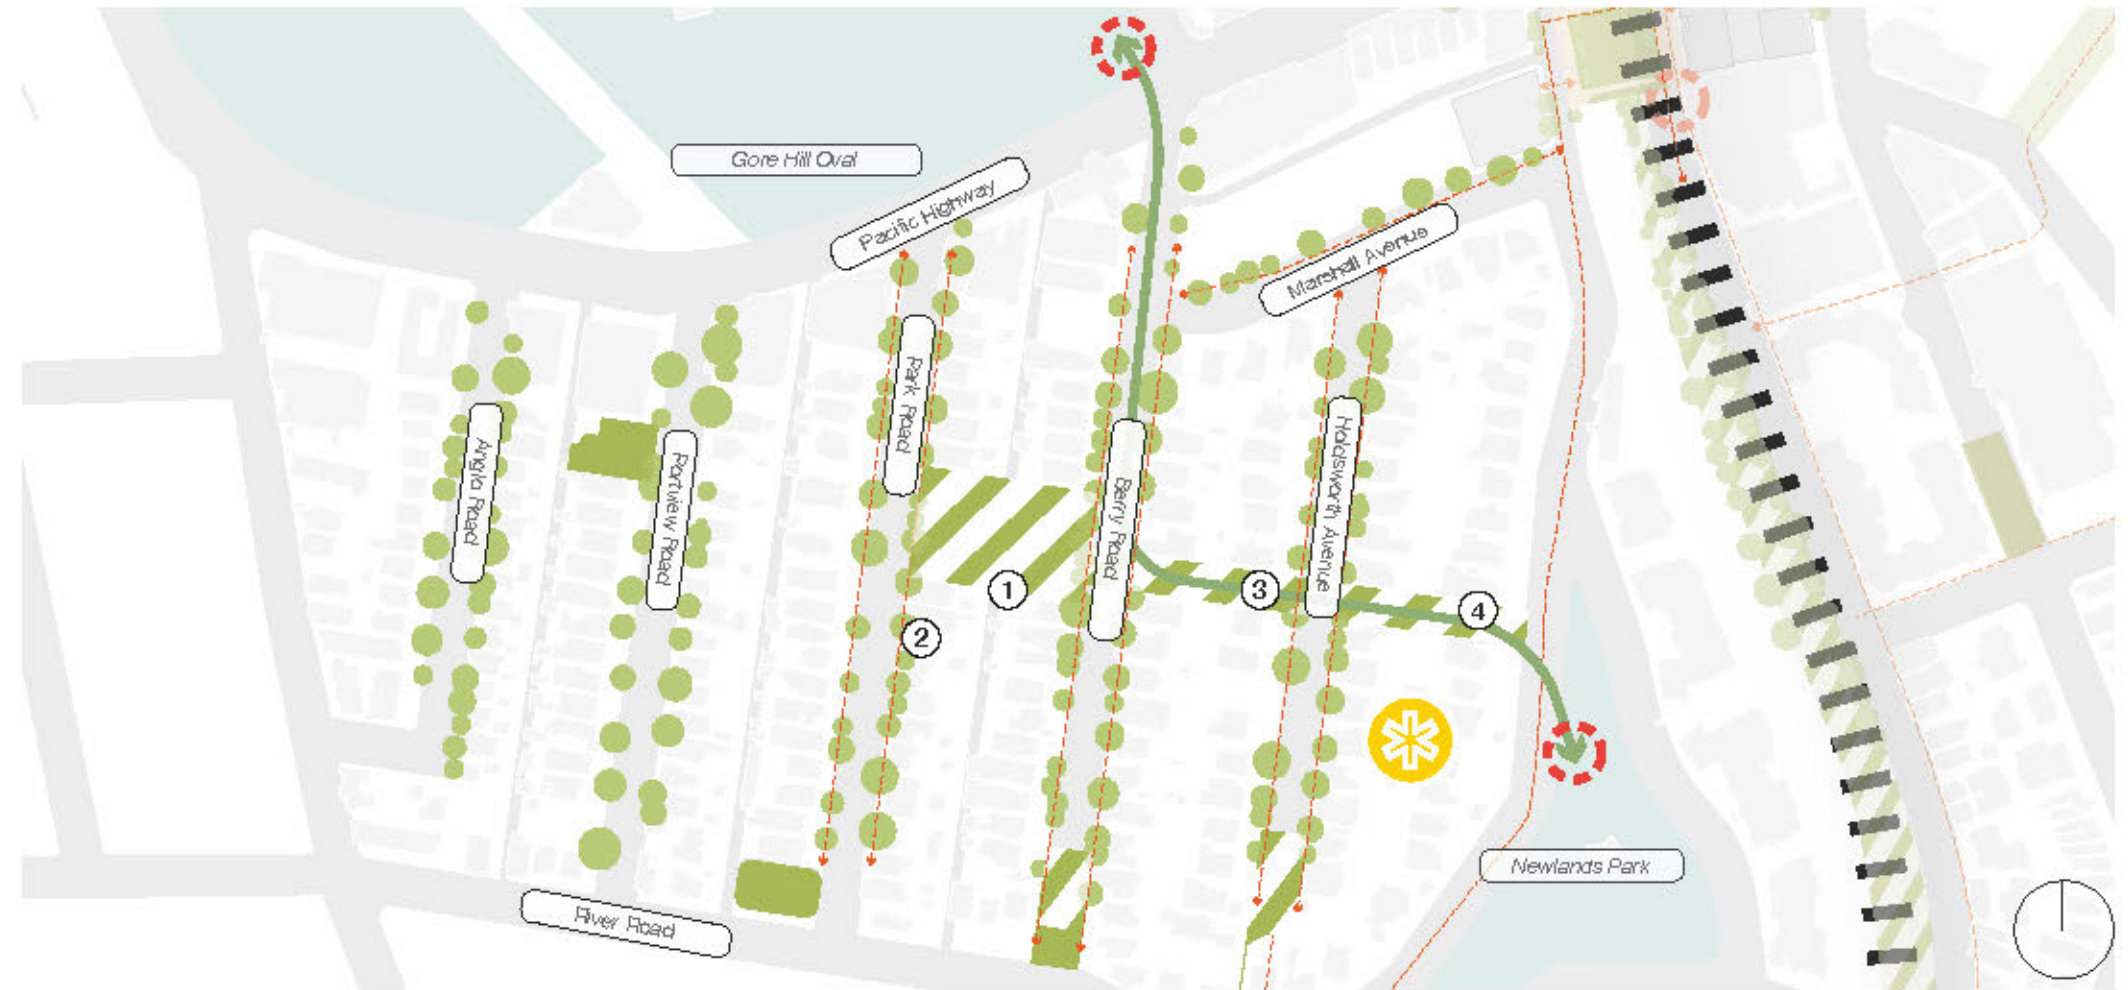 Gore Hill Oval
Pacific Highway
Marshall Avenue
Park Road
Holdsworth Avenue
Anglo Road
Portview Road
Berry Road
1
3
4
2
Newlands Park
River Road